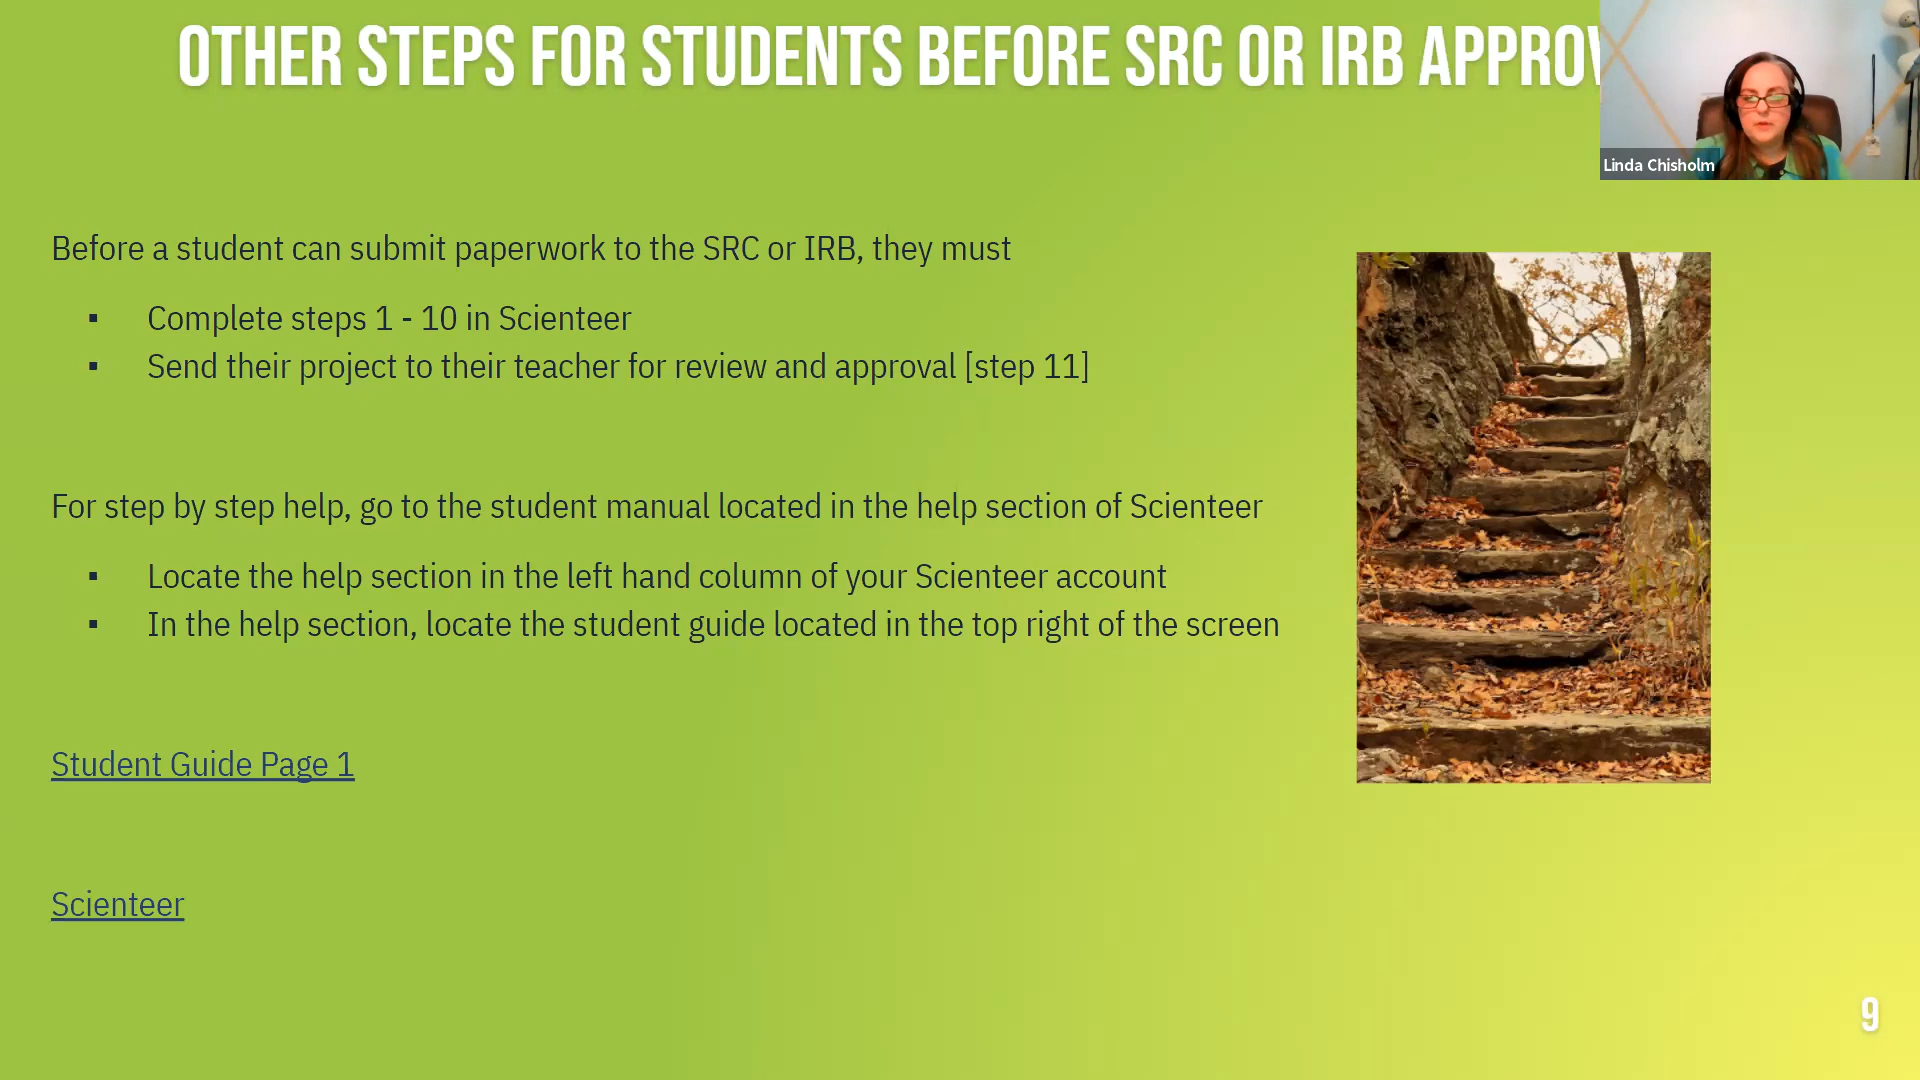 OTHER STEPS FOR STUDENTS BEFORE SRC OR IRB
Linda Chisholm
Before a student can submit paperwork to the SRC or IRB, they must
▪ Complete steps 1 - 10 in Scienteer
▪ Send their project to their teacher for review and approval [step 11]
For step by step help, go to the student manual located in the help section of Scienteer
▪ Locate the help section in the left hand column of your Scienteer account
▪ In the help section, locate the student guide located in the top right of the screen
Student Guide Page 1
Scienteer
9